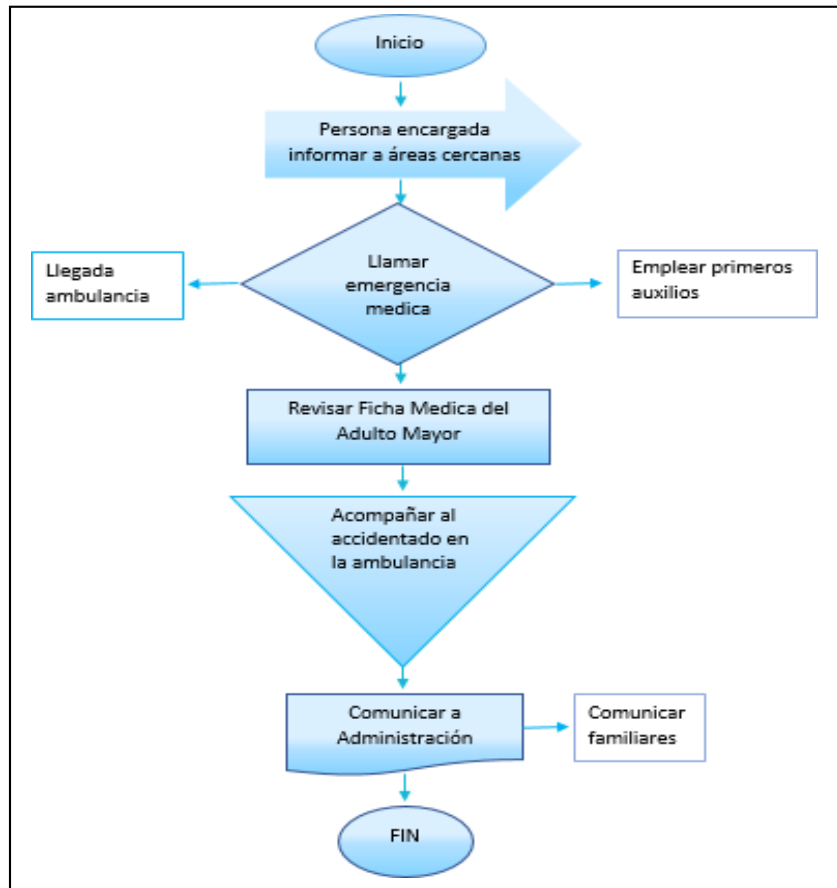 Inicio
Persona encargada
informar a áreas cercanas
Llegada
ambulancia
Llamar
emergencia
medica
Emplear primeros
auxilios
Revisar Ficha Medica del
Adulto Mayor
Acompañar al
accidentado en
la ambulancia
Comunicar a
Administración
Comunicar
familiares
FIN